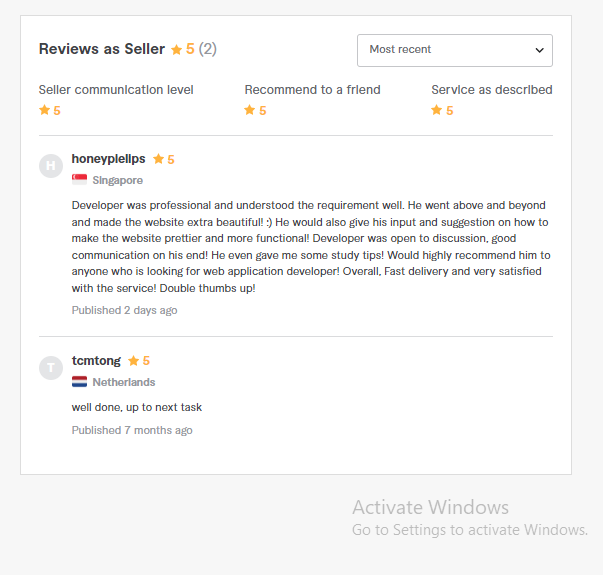 Reviews as Seller 5 (2)
Most recent
Seller communication level
5
Recommend to a friend
5
Service as described
5
H
honeypielips 5
Singapore
Developer was professional and understood the requirement well. He went above and beyond
and made the website extra beautiful! :) He would also give his input and suggestion on how to
make the website prettier and more functional! Developer was open to discussion, good
communication on his end! He even gave me some study tips! Would highly recommend him to
anyone who is looking for web application developer! Overall, Fast delivery and very satisfied
with the service! Double thumbs up!
Published 2 days ago
T
tcmtong 5
Netherlands
well done, up to next task
Published 7 months ago
Activate Windows
Go to Settings to activate Windows.